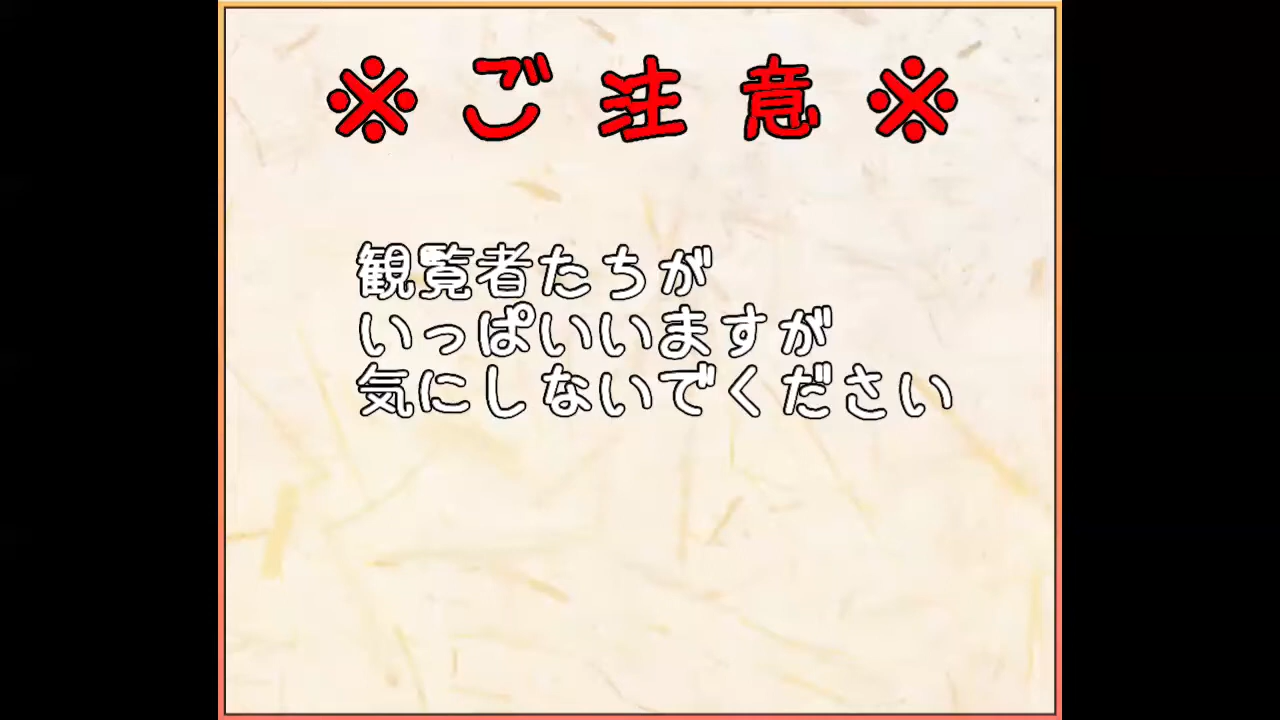 ※ご注意※
観覧者たちが
いっぱいいますが
気にしないでください